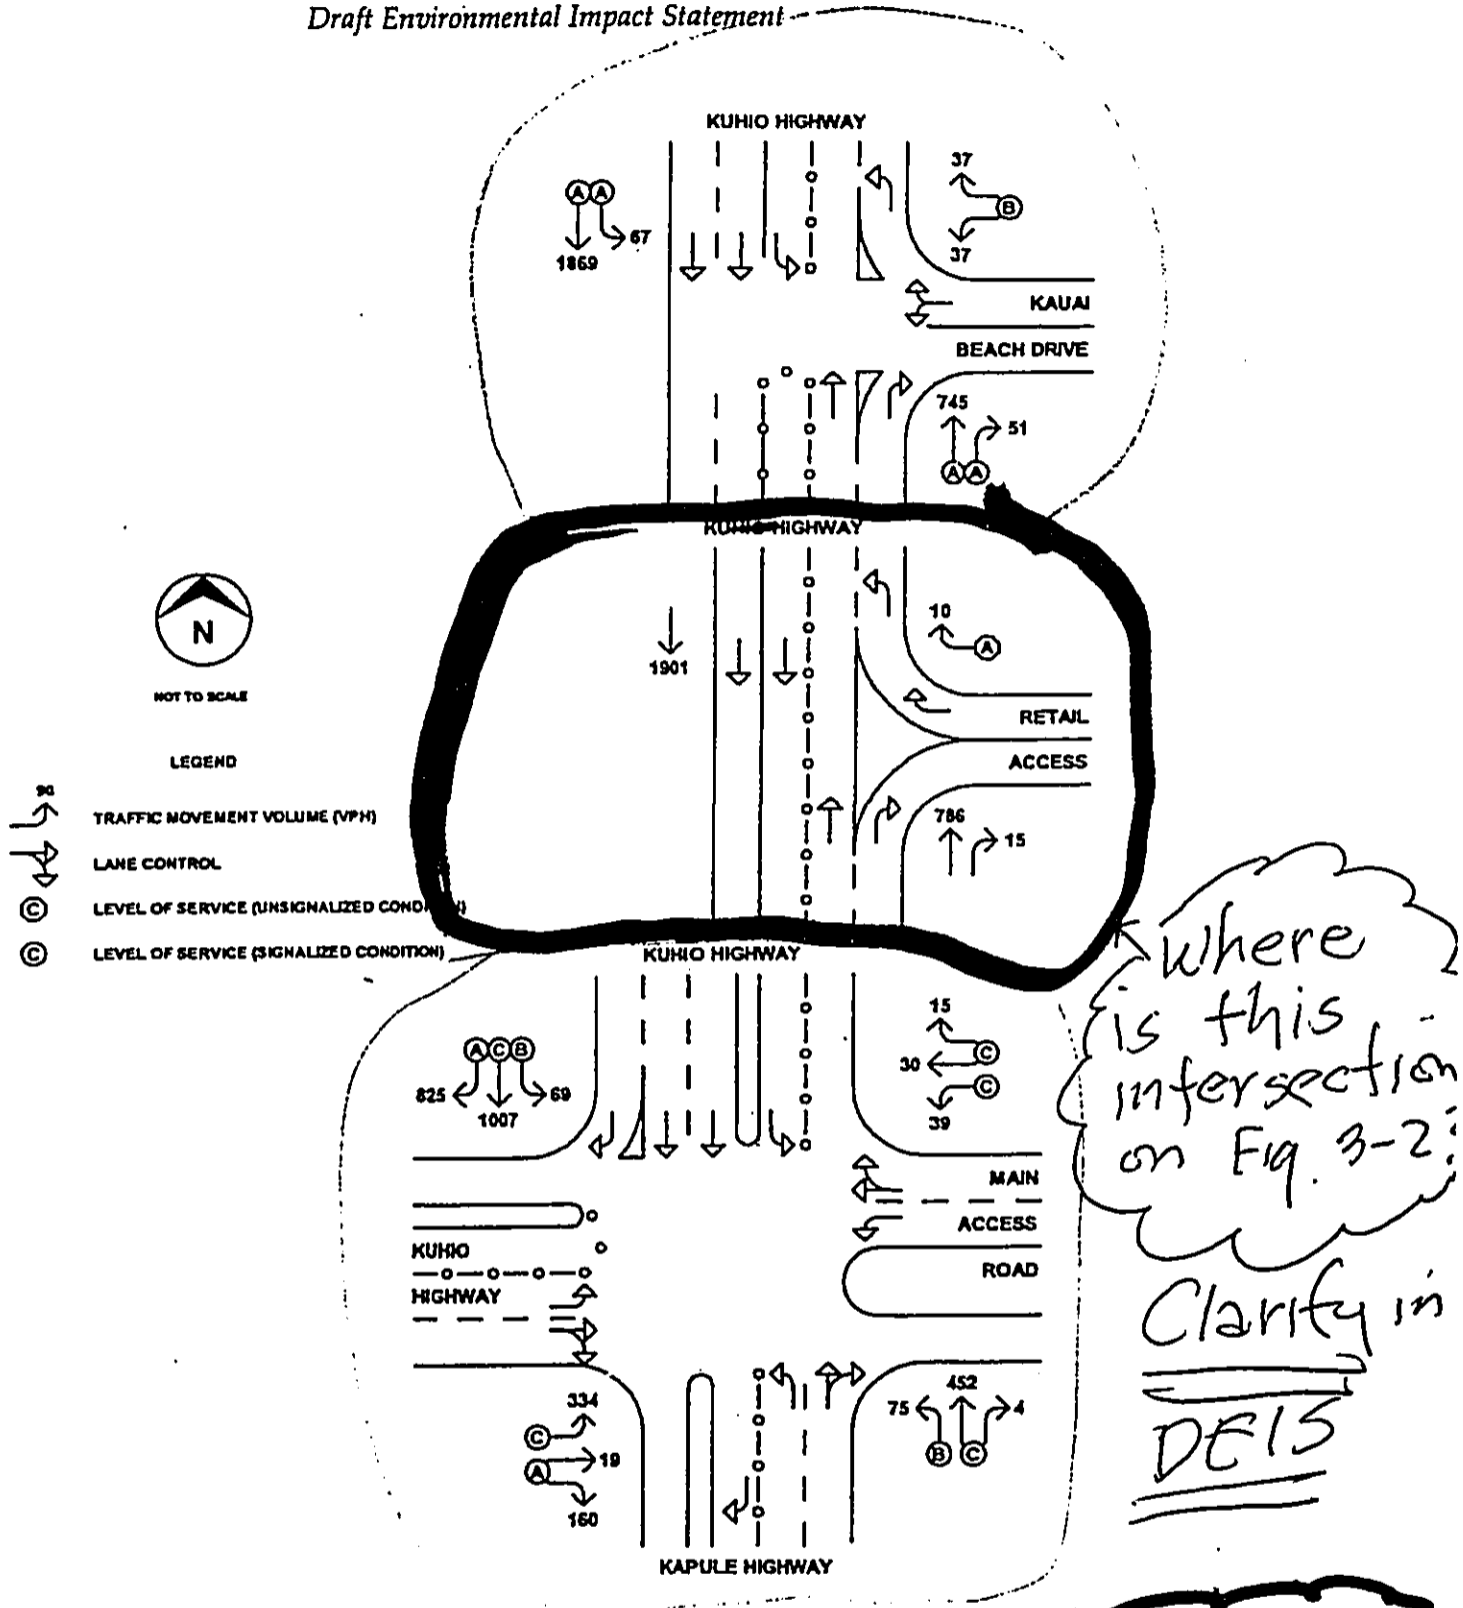 Draft Environmental Impact Statement
KUHIO HIGHWAY
A A
67
1869
37
B
37
KAUAI
BEACH DRIVE
745
51
A A
KUHIO HIGHWAY
1901
10
A
RETAIL
ACCESS
786
15
N
NOT TO SCALE
LEGEND
90
TRAFFIC MOVEMENT VOLUME (VPH)
LANE CONTROL
C LEVEL OF SERVICE (UNSIGNALIZED COND
C LEVEL OF SERVICE (SIGNALIZED CONDITION)
KUHIO HIGHWAY
A C B
825
69
1007
15
30
C
C
39
MAIN
ACCESS
ROAD
KUHIO
HIGHWAY
334
C
19
A
160
452
75
4
B C
KAPULE HIGHWAY
Where
is this
intersection
on Fig. 3-2?
Clarify in
DEIS